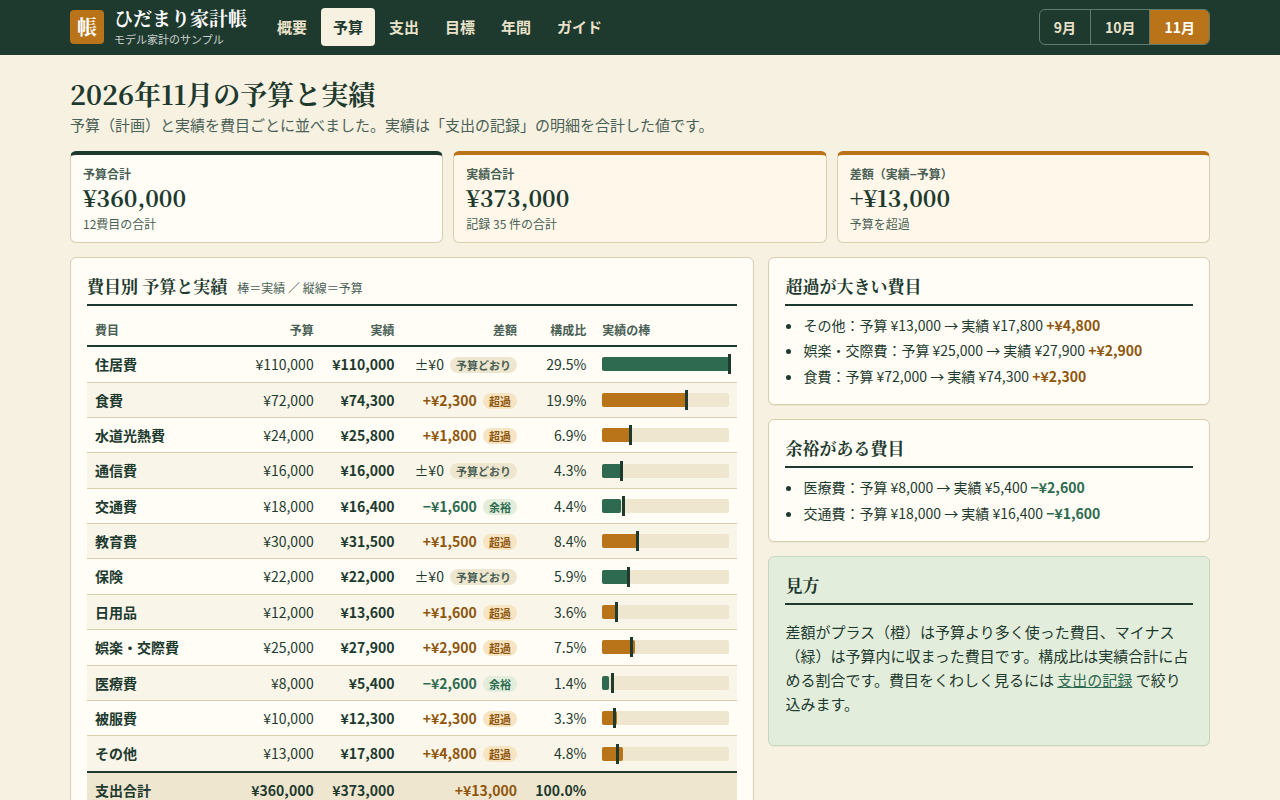 帳
ひだまり家計帳
モデル家計のサンプル
概要 予算 支出 目標 年間 ガイド
9月 10月 11月
2026年11月の予算と実績
予算（計画）と実績を費目ごとに並べました。実績は「支出の記録」の明細を合計した値です。
予算合計
¥360,000
12費目の合計
実績合計
¥373,000
記録 35 件の合計
差額（実績−予算）
+¥13,000
予算を超過
費目別 予算と実績 棒＝実績 ／ 縦線＝予算
費目 予算 実績 差額 構成比 実績の棒
住居費 ¥110,000 ¥110,000 ±¥0 予算どおり 29.5%
食費 ¥72,000 ¥74,300 +¥2,300 超過 19.9%
水道光熱費 ¥24,000 ¥25,800 +¥1,800 超過 6.9%
通信費 ¥16,000 ¥16,000 ±¥0 予算どおり 4.3%
交通費 ¥18,000 ¥16,400 −¥1,600 余裕 4.4%
教育費 ¥30,000 ¥31,500 +¥1,500 超過 8.4%
保険 ¥22,000 ¥22,000 ±¥0 予算どおり 5.9%
日用品 ¥12,000 ¥13,600 +¥1,600 超過 3.6%
娯楽・交際費 ¥25,000 ¥27,900 +¥2,900 超過 7.5%
医療費 ¥8,000 ¥5,400 −¥2,600 余裕 1.4%
被服費 ¥10,000 ¥12,300 +¥2,300 超過 3.3%
その他 ¥13,000 ¥17,800 +¥4,800 超過 4.8%
支出合計 ¥360,000 ¥373,000 +¥13,000 100.0%
超過が大きい費目
その他：予算 ¥13,000 → 実績 ¥17,800 +¥4,800
娯楽・交際費：予算 ¥25,000 → 実績 ¥27,900 +¥2,900
食費：予算 ¥72,000 → 実績 ¥74,300 +¥2,300
余裕がある費目
医療費：予算 ¥8,000 → 実績 ¥5,400 −¥2,600
交通費：予算 ¥18,000 → 実績 ¥16,400 −¥1,600
見方
差額がプラス（橙）は予算より多く使った費目、マイナス
（緑）は予算内に収まった費目です。構成比は実績合計に占
める割合です。費目をくわしく見るには 支出の記録 で絞り
込みます。